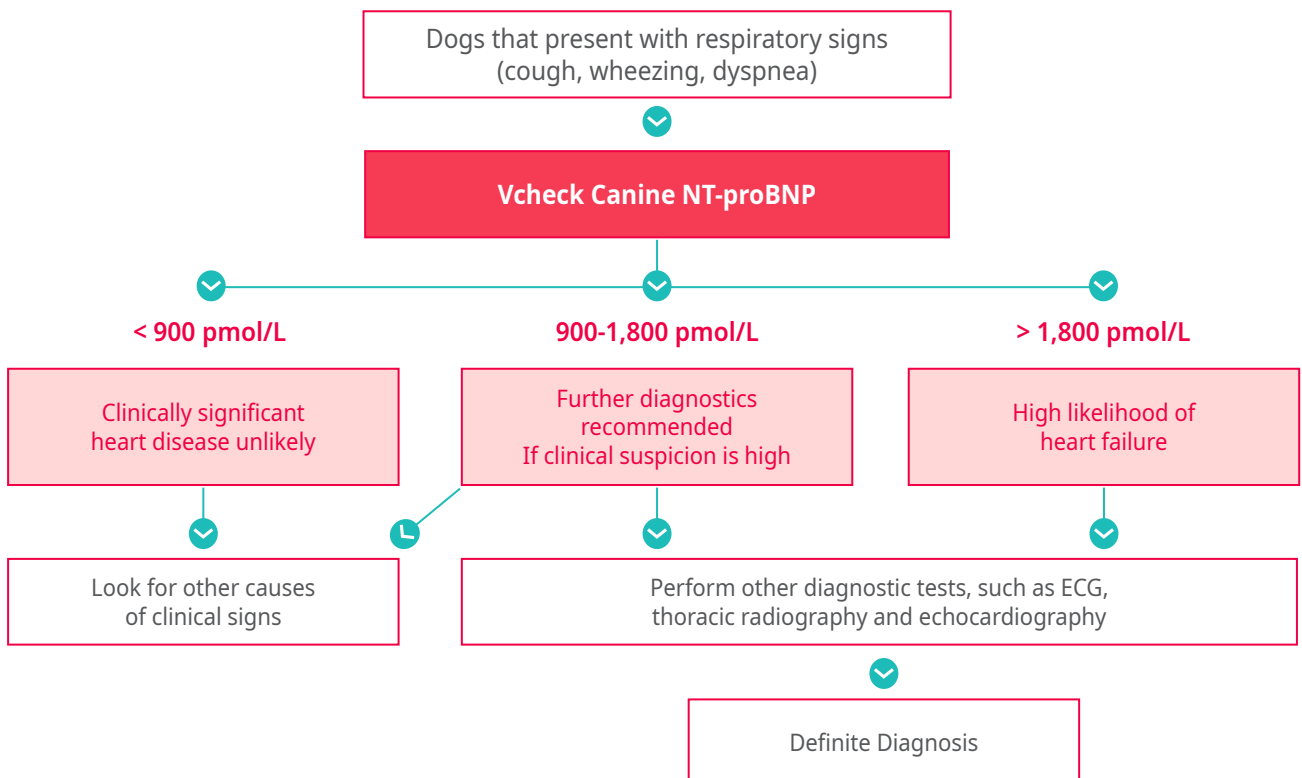 Dogs that present with respiratory signs
(cough, wheezing, dyspnea)
Vcheck Canine NT-proBNP
< 900 pmol/L
900-1,800 pmol/L
> 1,800 pmol/L
Clinically significant
heart disease unlikely
Further diagnostics
recommended
If clinical suspicion is high
High likelihood of
heart failure
Look for other causes
of clinical signs
Perform other diagnostic tests, such as ECG,
thoracic radiography and echocardiography
Definite Diagnosis